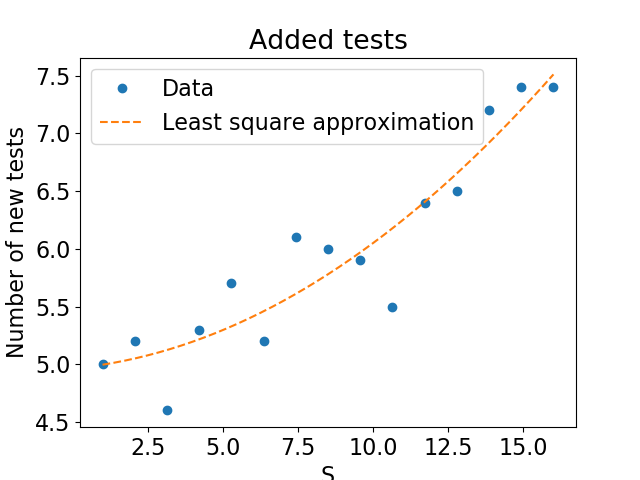 Added tests
Data
Least square approximation
Number of new tests
7.5
7.0
6.5
6.0
5.5
5.0
4.5
2.5 5.0 7.5 10.0 12.5 15.0
S